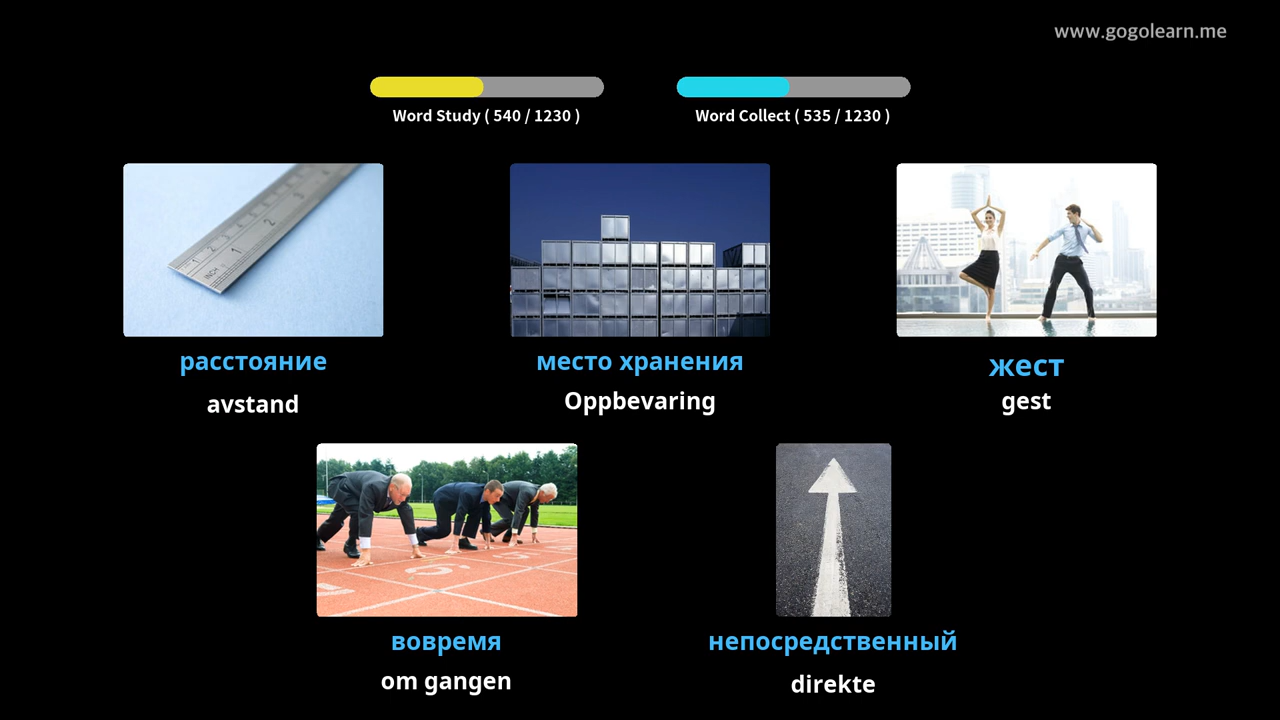 www.gogolearn.me
Word Study ( 540 / 1230 )
Word Collect ( 535 / 1230 )
расстояние
avstand
место хранения
Oppbevaring
жест
gest
вовремя
om gangen
непосредственный
direkte